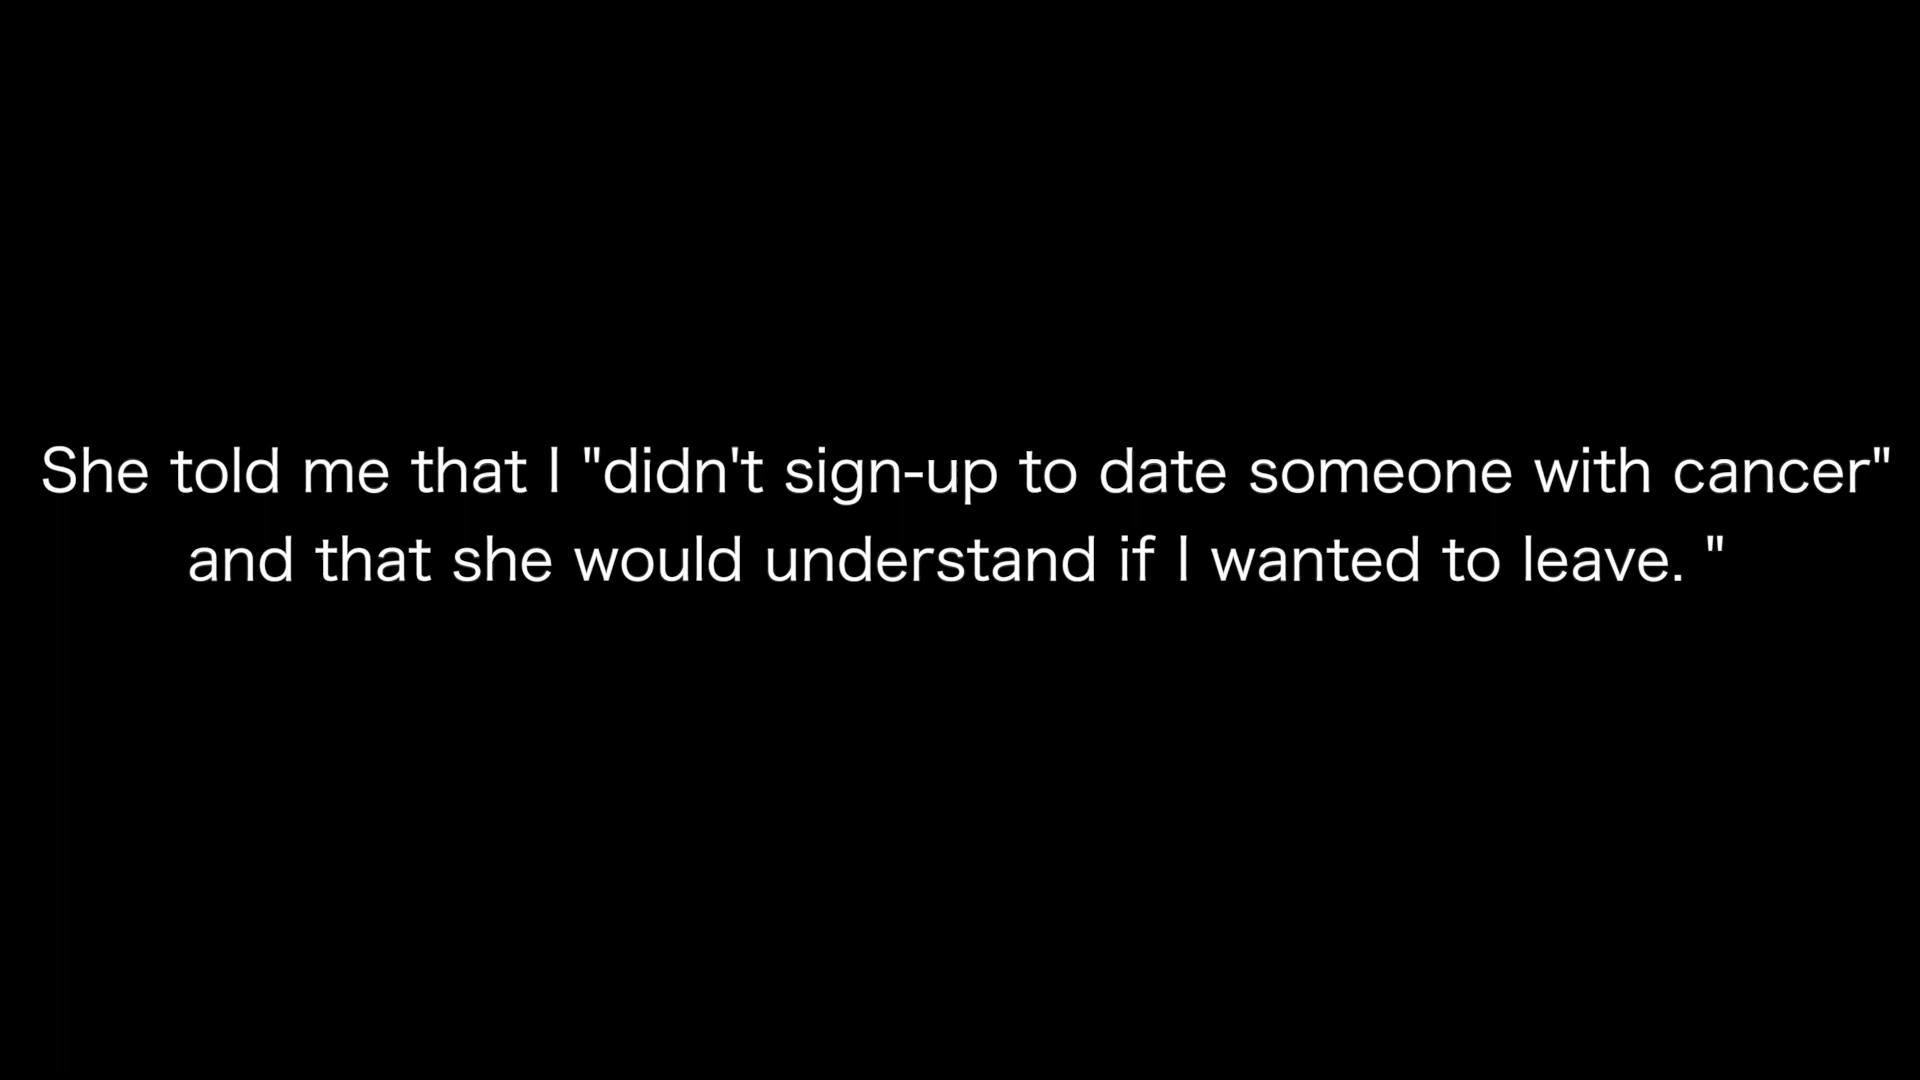 She told me that I "didn't sign-up to date someone with cancer"
and that she would understand if I wanted to leave. "